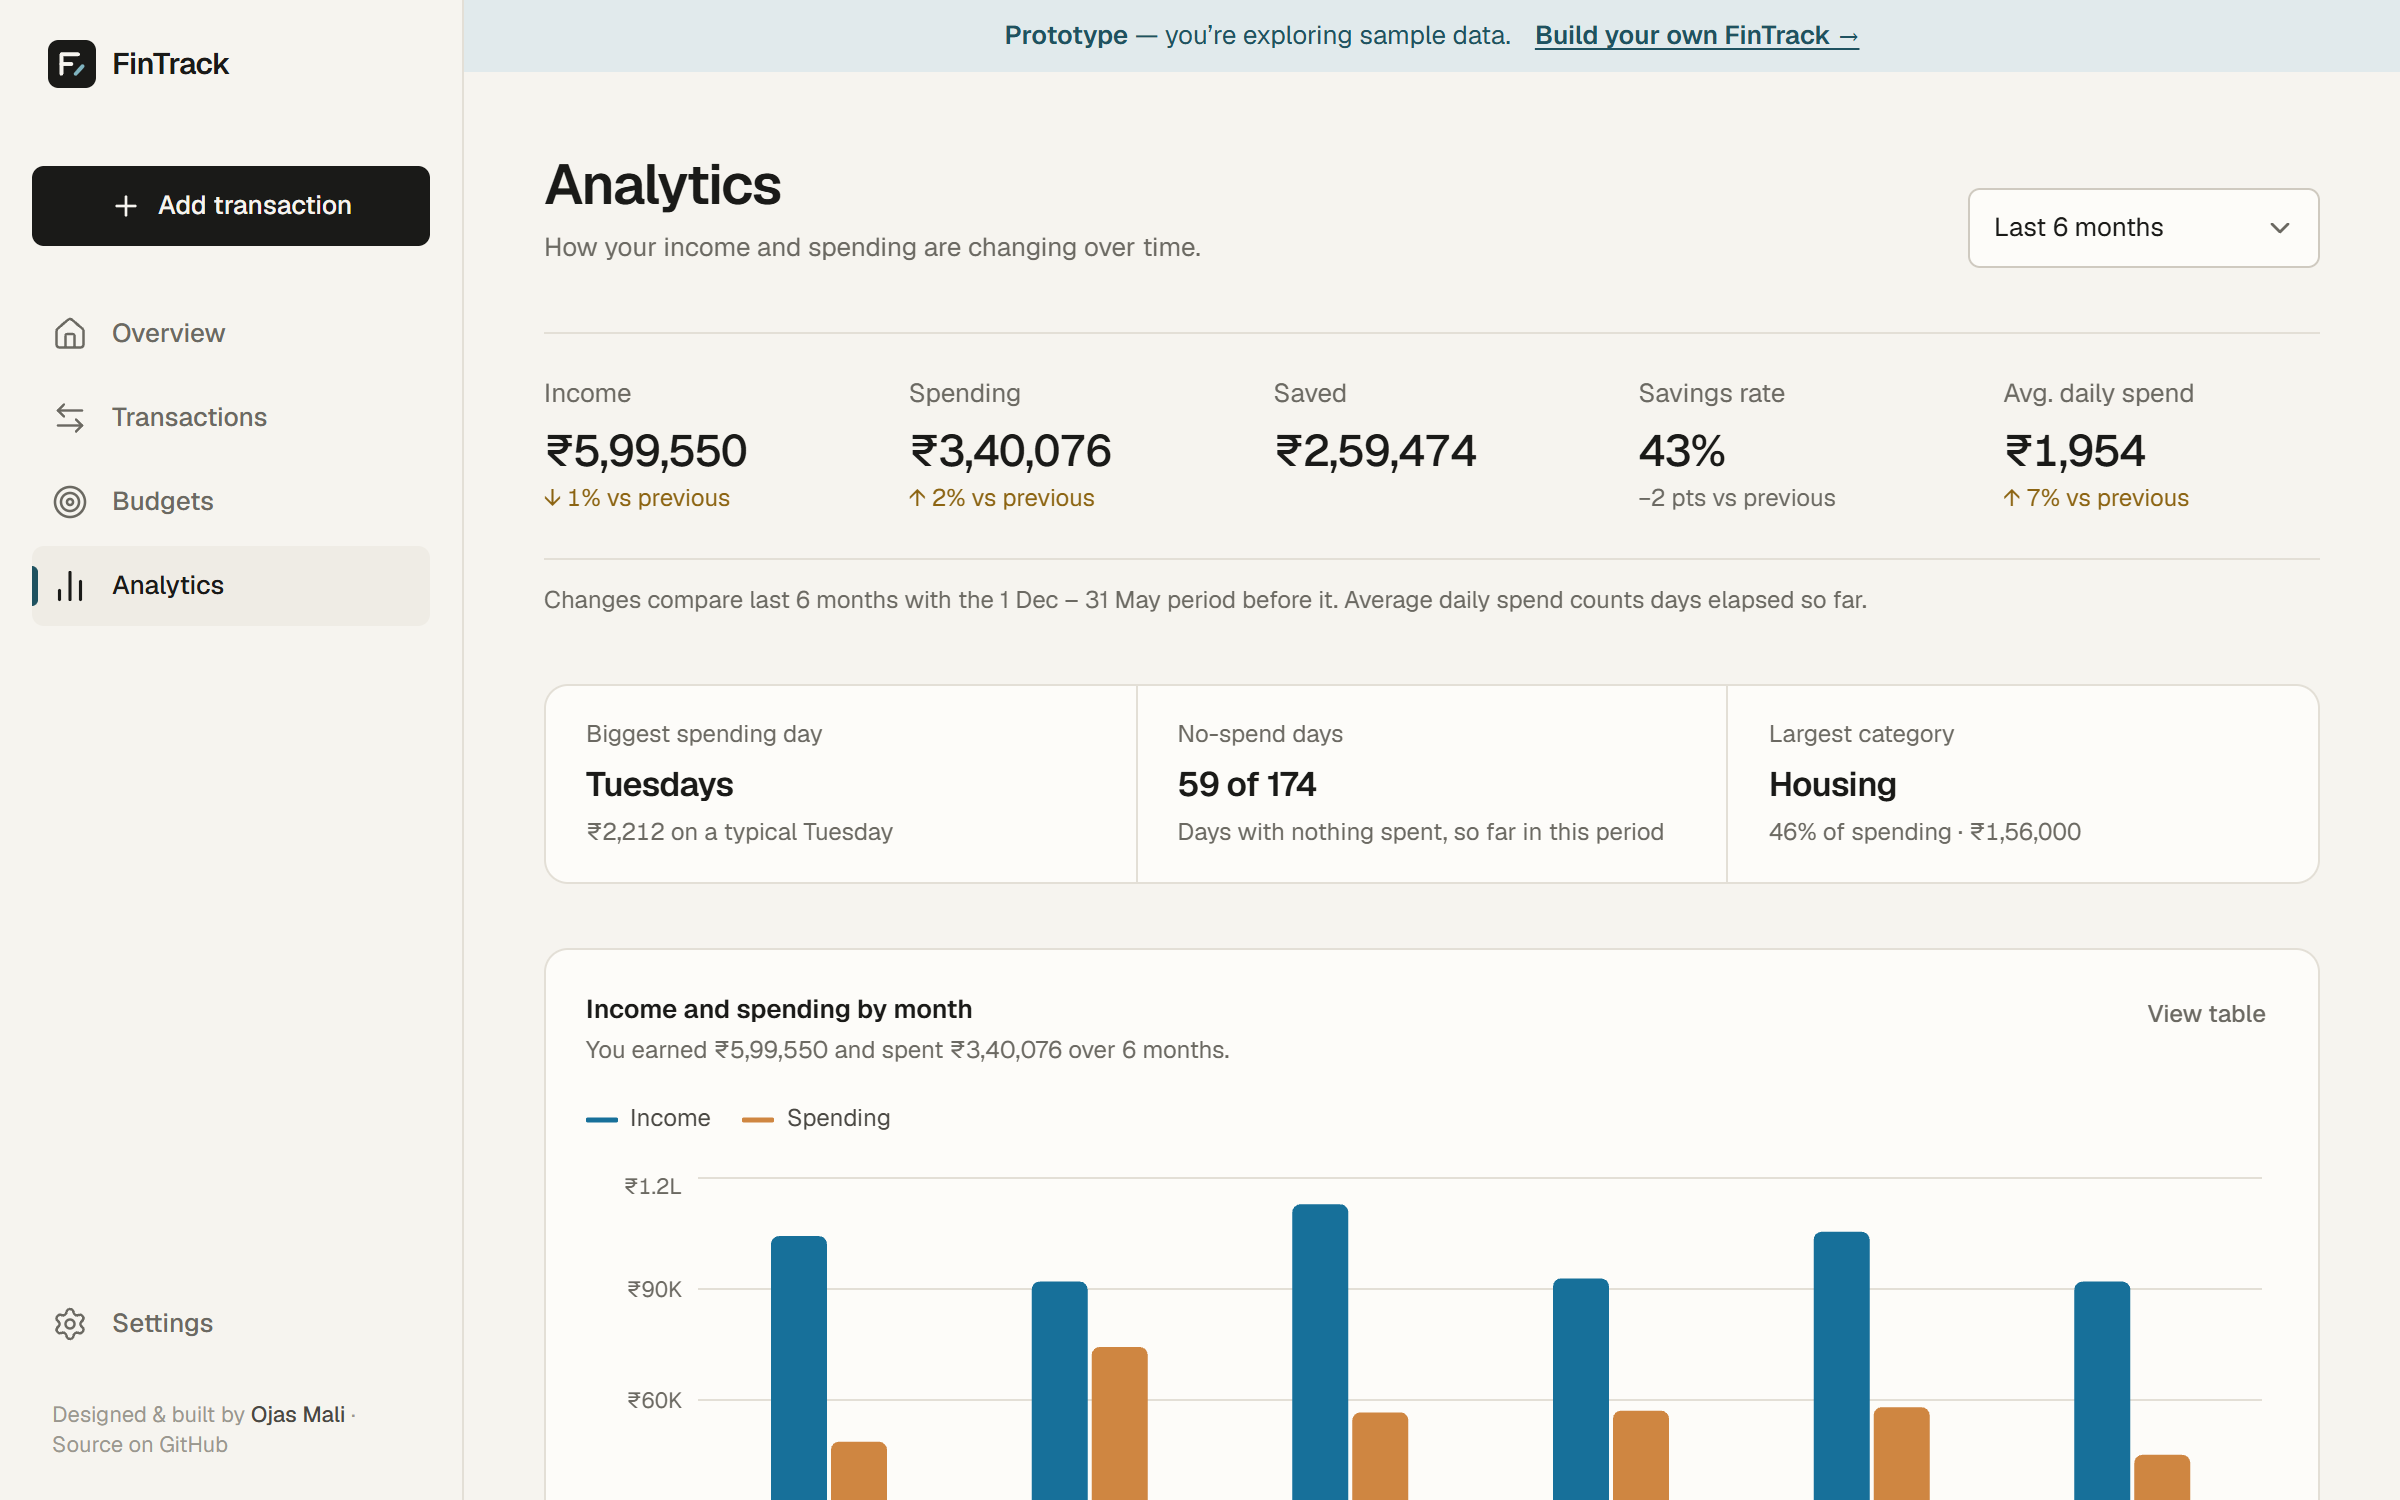 FinTrack
Add transaction
Overview
Transactions
Budgets
Analytics
Settings
Designed & built by Ojas Mali ·
Source on GitHub
Prototype — you’re exploring sample data. Build your own FinTrack →
Analytics
How your income and spending are changing over time.
Last 6 months
Income
₹5,99,550
↓ 1% vs previous
Spending
₹3,40,076
↑ 2% vs previous
Saved
₹2,59,474
Savings rate
43%
−2 pts vs previous
Avg. daily spend
₹1,954
↑ 7% vs previous
Changes compare last 6 months with the 1 Dec – 31 May period before it. Average daily spend counts days elapsed so far.
Biggest spending day
Tuesdays
₹2,212 on a typical Tuesday
No-spend days
59 of 174
Days with nothing spent, so far in this period
Largest category
Housing
46% of spending · ₹1,56,000
Income and spending by month
View table
You earned ₹5,99,550 and spent ₹3,40,076 over 6 months.
Income
Spending
₹1.2L
₹90K
₹60K